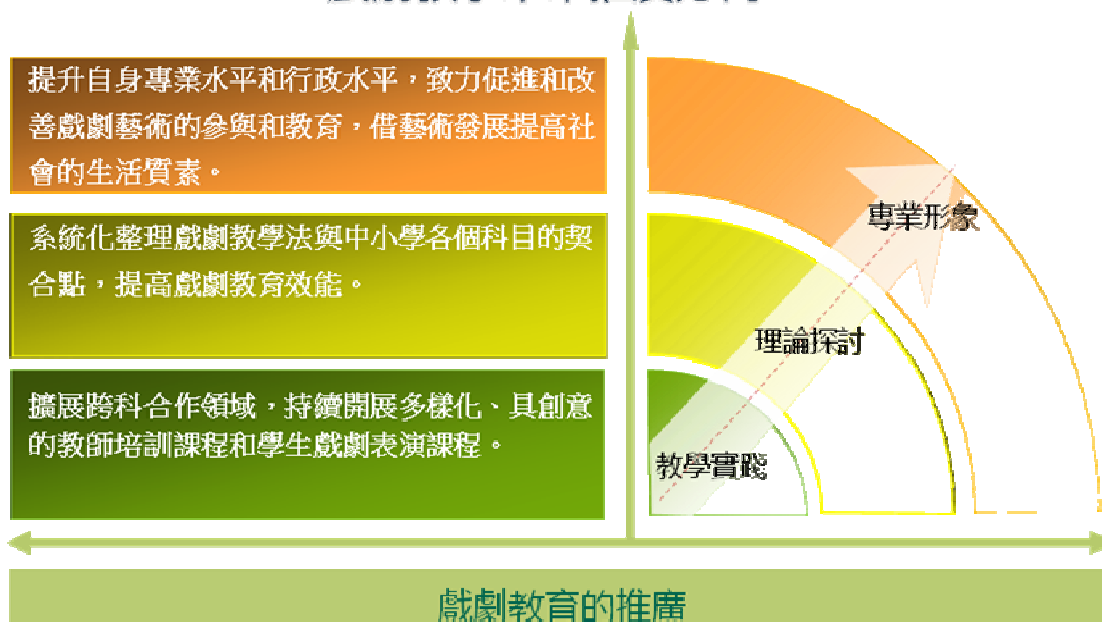 提升自身專業水平和行政水平，致力促進和改
善戲劇藝術的參與和教育，借藝術發展提高社
會的生活質素。
系統化整理戲劇教學法與中小學各個科目的契
合點，提高戲劇教育效能。
擴展跨科合作領域，持續開展多樣化、具創意
的教師培訓課程和學生戲劇表演課程。
專業形象
理論探討
教學實踐
戲劇教育的推廣